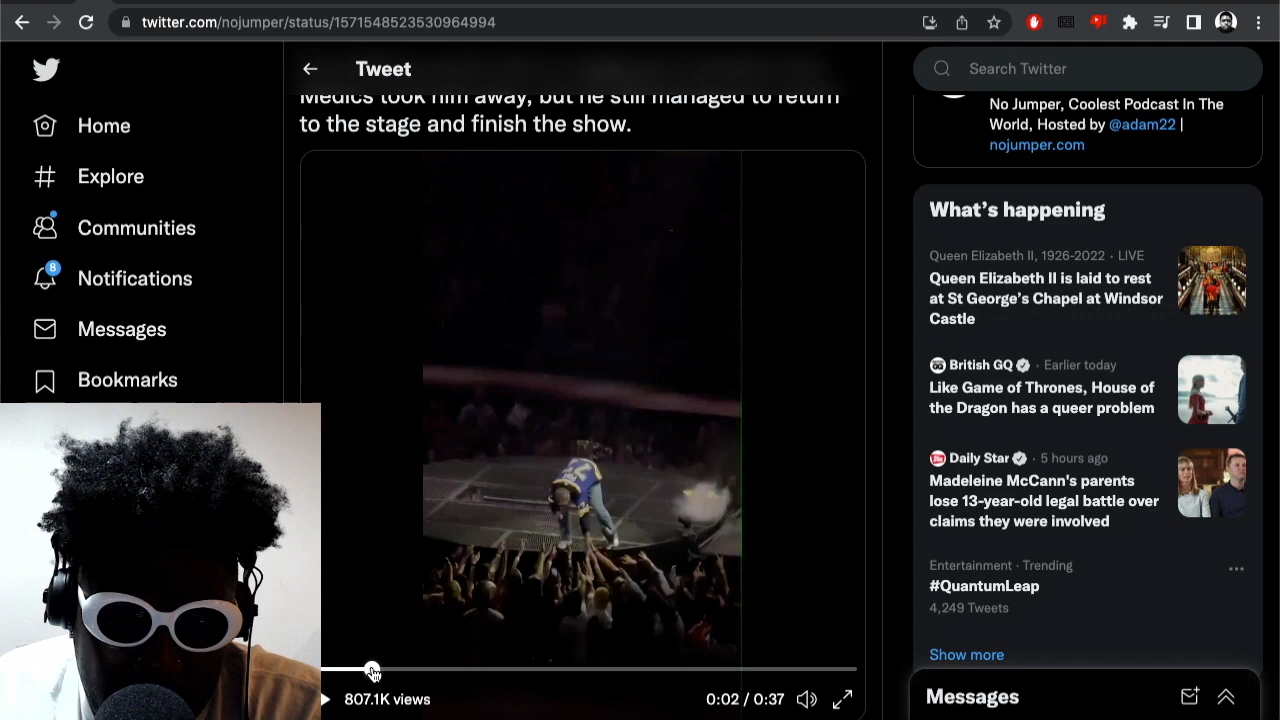 twitter.com/nojumper/status/1571548523530964994
Home
Explore
Communities
8
Notifications
Messages
Bookmarks
Tweet
Medics took him away, but he still managed to return
to the stage and finish the show.
807.1K views
0:02 / 0:37
Search Twitter
No Jumper, Coolest Podcast In The
World, Hosted by @adam22 |
nojumper.com
What's happening
Queen Elizabeth II, 1926-2022 · LIVE
Queen Elizabeth II is laid to rest
at St George's Chapel at Windsor
Castle
British GQ · Earlier today
Like Game of Thrones, House of
the Dragon has a queer problem
Daily Star · 5 hours ago
Madeleine McCann's parents
lose 13-year-old legal battle over
claims they were involved
Entertainment · Trending
#QuantumLeap
4,249 Tweets
Show more
Messages